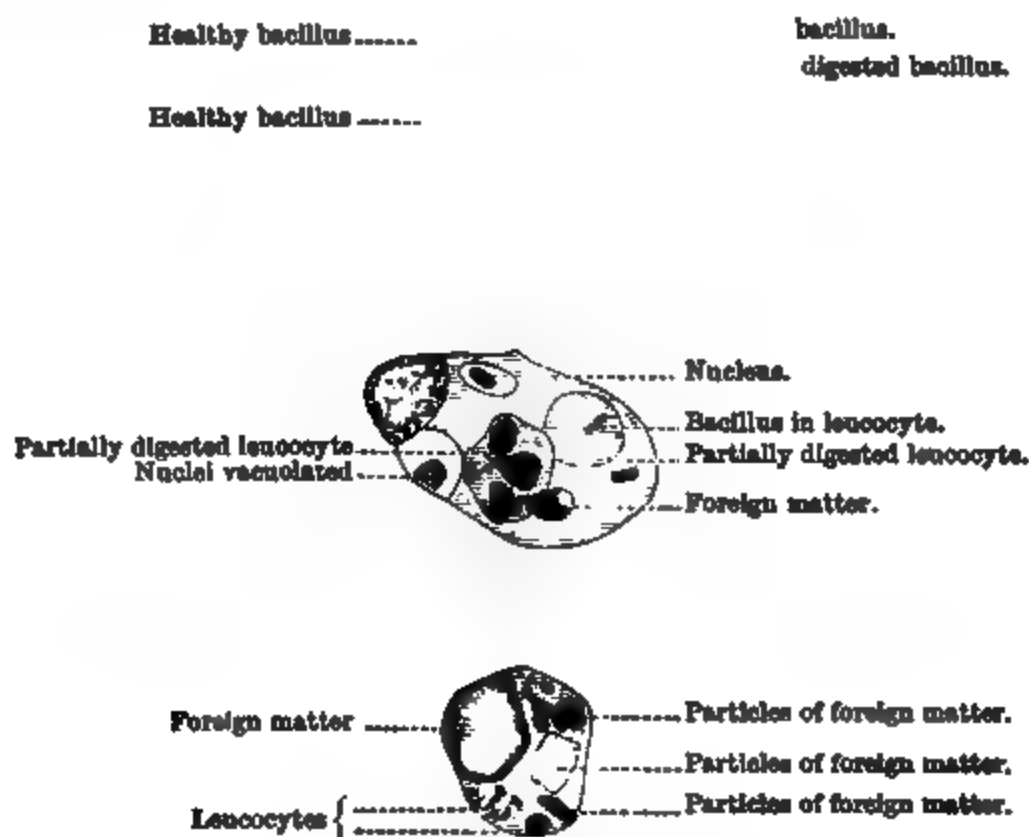 Healthy bacillus
bacillus.
digested bacillus.
Healthy bacillus
Nucleus.
Bacillus in leucocyte.
Partially digested leucocyte
Partially digested leucocyte.
Nuclei vacuolated
Foreign matter.
Foreign matter
Particles of foreign matter.
Particles of foreign matter.
Particles of foreign matter.
Leucocytes